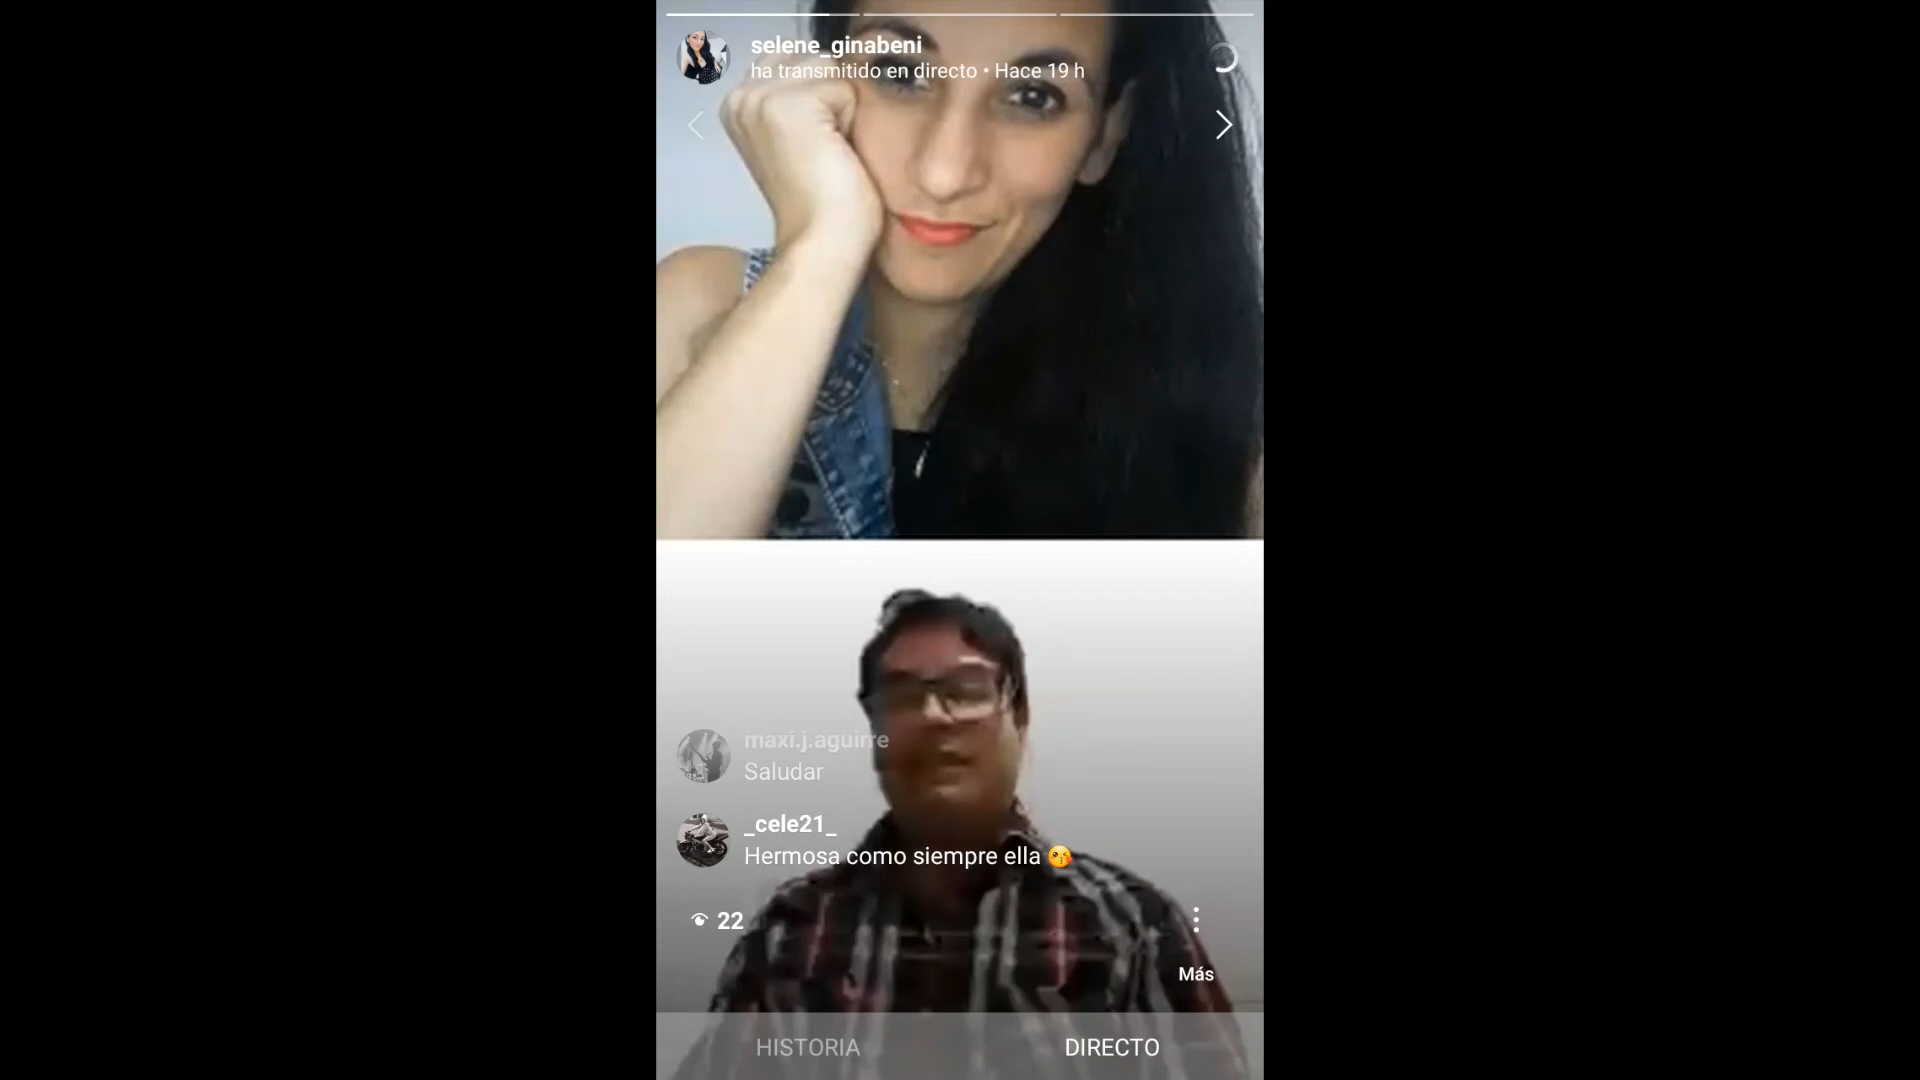 selene_ginabeni
ha transmitido en directo • Hace 19 h
maxi.j.aguirre
Saludar
_cele21_
Hermosa como siempre ella 😘
22
Más
HISTORIA
DIRECTO